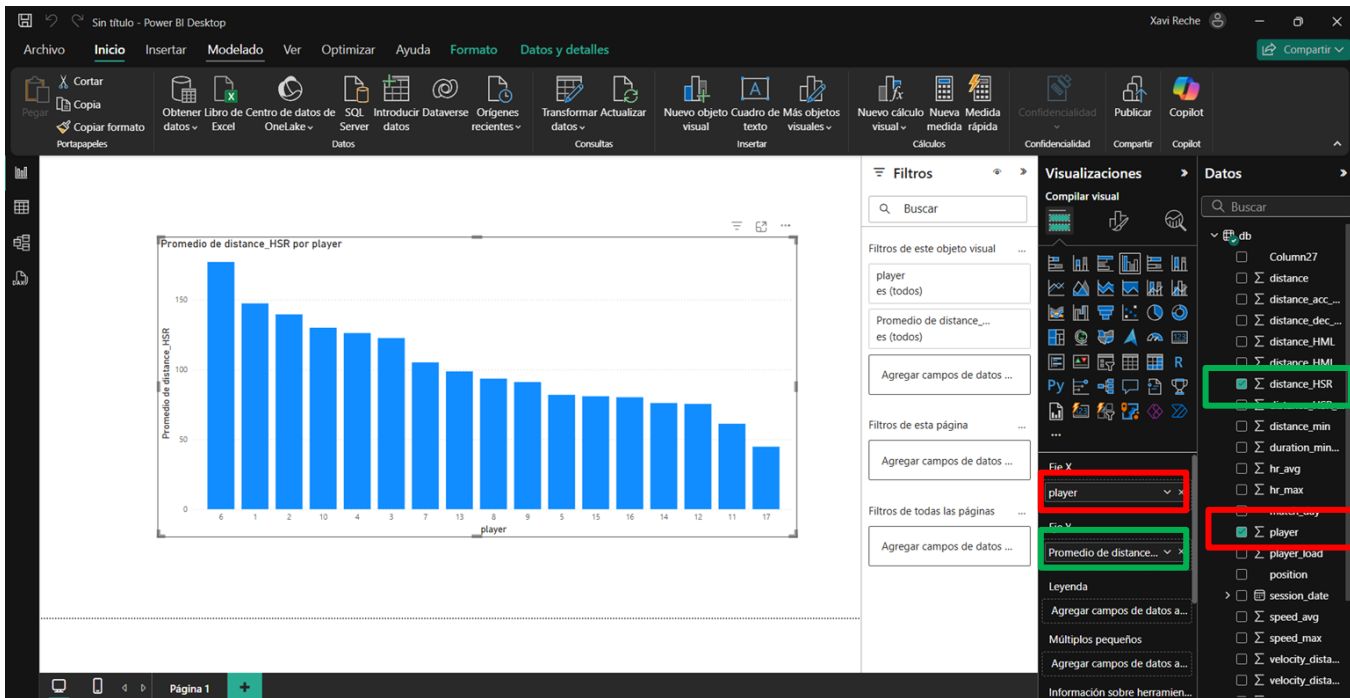 Sin título - Power BI Desktop
Xavi Reche
Archivo Inicio Insertar Modelado Ver Optimizar Ayuda Formato Datos y detalles
Compartir
Pegar
Cortar
Copia
Copiar formato
Portapapeles
Obtener datos
Libro de Excel
Centro de datos de OneLake
SQL Server
Introducir datos
Dataverse
Orígenes recientes
Datos
Transformar datos
Actualizar
Consultas
Nuevo objeto visual
Cuadro de texto
Más objetos visuales
Insertar
Nuevo cálculo visual
Nueva medida
Medida rápida
Cálculos
Confidencialidad
Confidencialidad
Publicar
Compartir
Copilot
Copilot
Promedio de distance_HSR por player
Promedio de distance_HSR
150
100
50
0
6 1 2 10 4 3 7 13 8 9 5 15 16 14 12 11 17
player
Filtros
Buscar
Filtros de este objeto visual ...
player
es (todos)
Promedio de distance_...
es (todos)
Agregar campos de datos ...
Filtros de esta página ...
Agregar campos de datos ...
Filtros de todas las páginas ...
Agregar campos de datos ...
Visualizaciones
Compilar visual
123
R
Py
...
Eje X
player
Eje Y
Promedio de distance...
Leyenda
Agregar campos de datos a...
Múltiplos pequeños
Agregar campos de datos a...
Información sobre herramien...
Datos
Buscar
db
Column27
distance
distance_acc_...
distance_dec_...
distance_HML
distance_HMI
distance_HSR
distance_HSR_
distance_min
duration_min...
hr_avg
hr_max
match_day
player
player_load
position
session_date
speed_avg
speed_max
velocity_dista...
velocity_dista...
Página 1
+